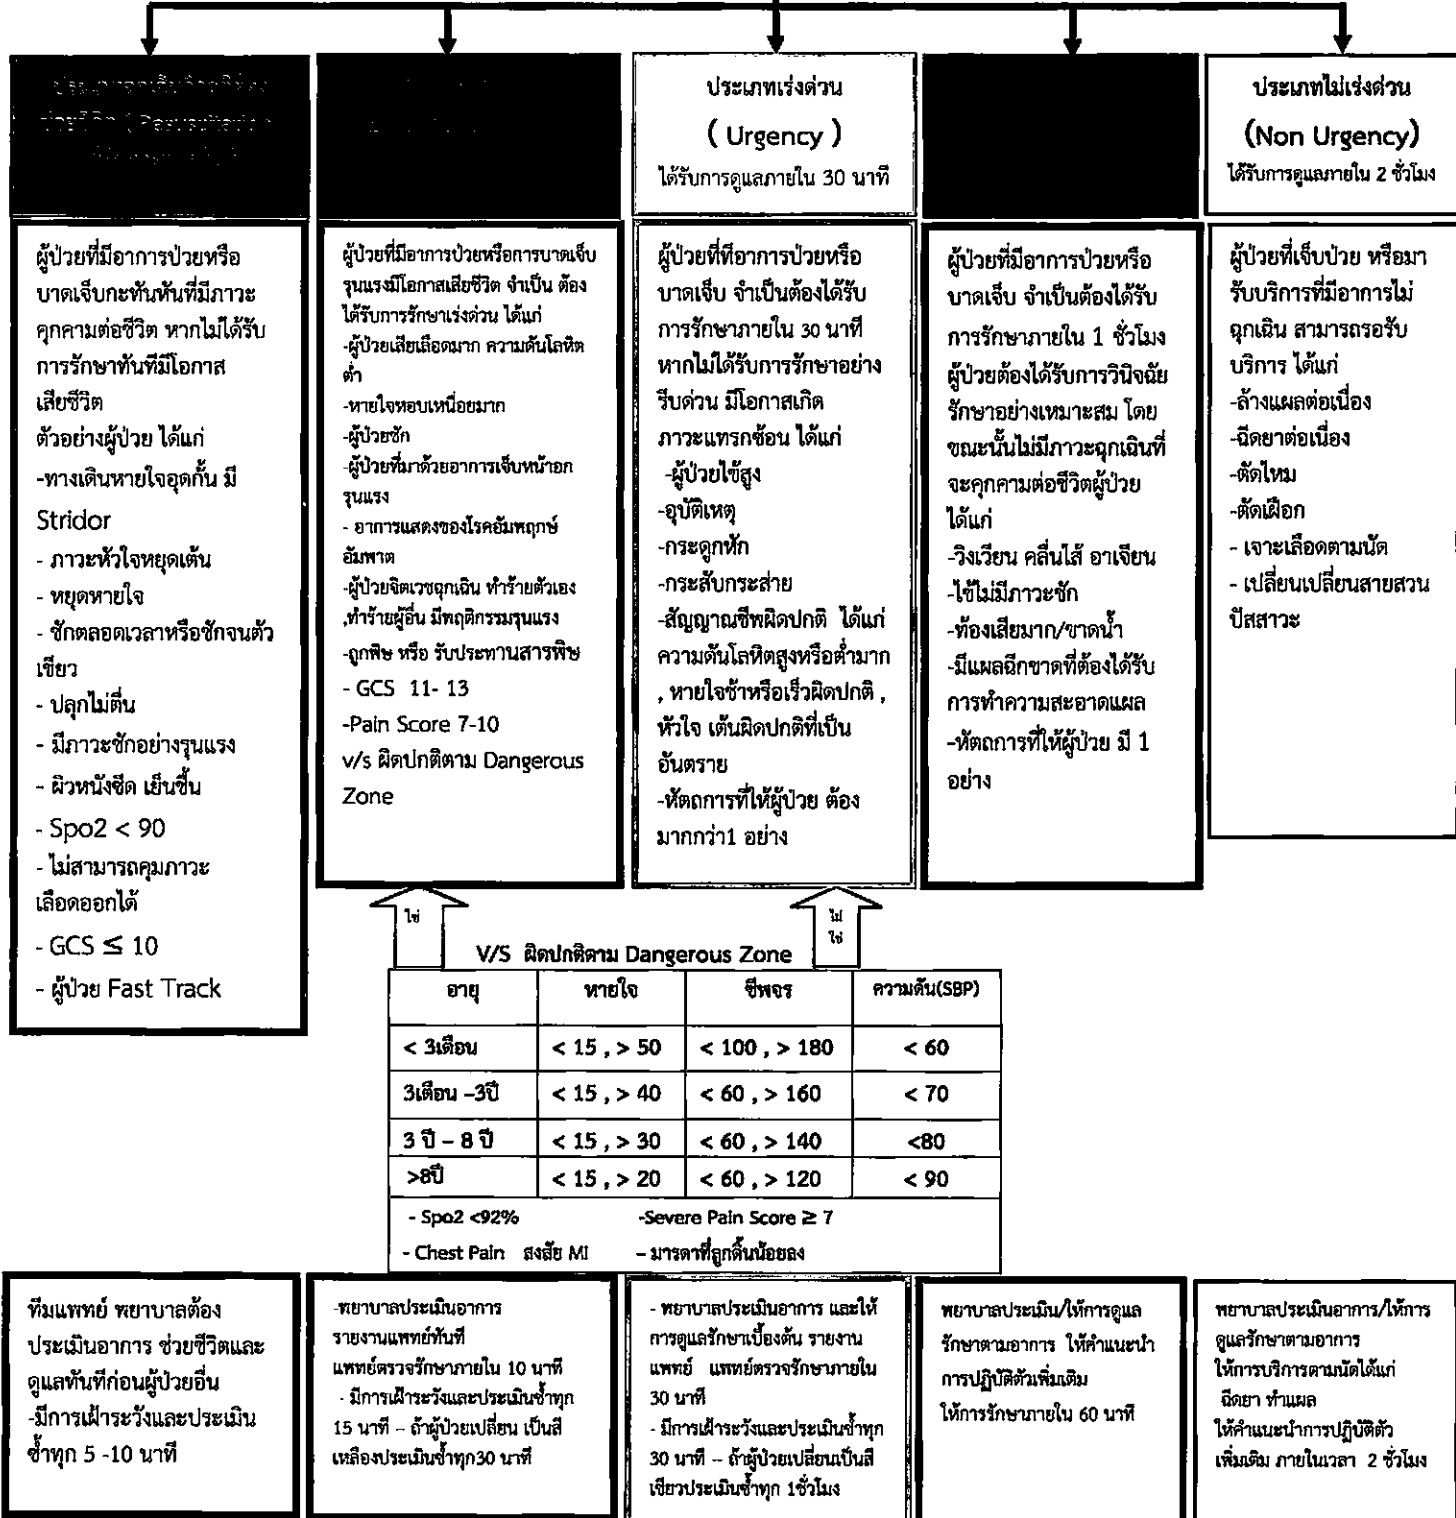 ประเภทเร่งด่วน
( Urgency )
ได้รับการดูแลภายใน 30 นาที
ประเภทไม่เร่งด่วน
(Non Urgency)
ได้รับการดูแลภายใน 2 ชั่วโมง
ผู้ป่วยที่มีอาการป่วยหรือ
บาดเจ็บกะทันหันที่มีภาวะ
คุกคามต่อชีวิต หากไม่ได้รับ
การรักษาทันทีมีโอกาส
เสียชีวิต
ตัวอย่างผู้ป่วย ได้แก่
-ทางเดินหายใจอุดกั้น มี
Stridor
- ภาวะหัวใจหยุดเต้น
- หยุดหายใจ
- ชักตลอดเวลาหรือชักจนตัว
เขียว
- ปลุกไม่ตื่น
- มีภาวะชักอย่างรุนแรง
- ผิวหนังซีด เย็นชื้น
- Spo2 < 90
- ไม่สามารถคุมภาวะ
เลือดออกได้
- GCS ≤ 10
- ผู้ป่วย Fast Track
ผู้ป่วยที่มีอาการป่วยหรือการบาดเจ็บ
รุนแรงมีโอกาสเสียชีวิต จำเป็น ต้อง
ได้รับการรักษาเร่งด่วน ได้แก่
-ผู้ป่วยเสียเลือดมาก ความดันโลหิต
ต่ำ
-หายใจหอบเหนื่อยมาก
-ผู้ป่วยชัก
-ผู้ป่วยที่มาด้วยอาการเจ็บหน้าอก
รุนแรง
- อาการแสดงของโรคอัมพฤกษ์
อัมพาต
-ผู้ป่วยจิตเวชฉุกเฉิน ทำร้ายตัวเอง
,ทำร้ายผู้อื่น มีพฤติกรรมรุนแรง
-ถูกพิษ หรือ รับประทานสารพิษ
- GCS 11- 13
-Pain Score 7-10
v/s ผิดปกติตาม Dangerous
Zone
ผู้ป่วยที่ที่อาการป่วยหรือ
บาดเจ็บ จำเป็นต้องได้รับ
การรักษาภายใน 30 นาที
หากไม่ได้รับการรักษาอย่าง
รีบด่วน มีโอกาสเกิด
ภาวะแทรกซ้อน ได้แก่
-ผู้ป่วยไข้สูง
-อุบัติเหตุ
-กระดูกหัก
-กระสับกระส่าย
-สัญญาณชีพผิดปกติ ได้แก่
ความดันโลหิตสูงหรือต่ำมาก
, หายใจช้าหรือเร็วผิดปกติ ,
หัวใจ เต้นผิดปกติที่เป็น
อันตราย
-หัตถการที่ให้ผู้ป่วย ต้อง
มากกว่า1 อย่าง
ผู้ป่วยที่มีอาการป่วยหรือ
บาดเจ็บ จำเป็นต้องได้รับ
การรักษาภายใน 1 ชั่วโมง
ผู้ป่วยต้องได้รับการวินิจฉัย
รักษาอย่างเหมาะสม โดย
ขณะนั้นไม่มีภาวะฉุกเฉินที่
จะคุกคามต่อชีวิตผู้ป่วย
ได้แก่
-วิงเวียน คลื่นไส้ อาเจียน
-ไข้ไม่มีภาวะชัก
-ท้องเสียมาก/ขาดน้ำ
-มีแผลฉีกขาดที่ต้องได้รับ
การทำความสะอาดแผล
-หัตถการที่ให้ผู้ป่วย มี 1
อย่าง
ผู้ป่วยที่เจ็บป่วย หรือมา
รับบริการที่มีอาการไม่
ฉุกเฉิน สามารถรอรับ
บริการ ได้แก่
-ล้างแผลต่อเนื่อง
-ฉีดยาต่อเนื่อง
-ตัดไหม
-ตัดเฝือก
- เจาะเลือดตามนัด
- เปลี่ยนเปลี่ยนสายสวน
ปัสสาวะ
ใช่
ไม่
ใช่
V/S ผิดปกติตาม Dangerous Zone
อายุ หายใจ ชีพจร ความดัน(SBP)
< 3เดือน < 15 , > 50 < 100 , > 180 < 60
3เดือน –3ปี < 15 , > 40 < 60 , > 160 < 70
3 ปี – 8 ปี < 15 , > 30 < 60 , > 140 <80
>8ปี < 15 , > 20 < 60 , > 120 < 90
- Spo2 <92% -Severe Pain Score ≥ 7
- Chest Pain สงสัย MI – มารดาที่ลูกดิ้นน้อยลง
ทีมแพทย์ พยาบาลต้อง
ประเมินอาการ ช่วยชีวิตและ
ดูแลทันทีก่อนผู้ป่วยอื่น
-มีการเฝ้าระวังและประเมิน
ซ้ำทุก 5 -10 นาที
-พยาบาลประเมินอาการ
รายงานแพทย์ทันที
แพทย์ตรวจรักษาภายใน 10 นาที
- มีการเฝ้าระวังและประเมินซ้ำทุก
15 นาที – ถ้าผู้ป่วยเปลี่ยน เป็นสี
เหลืองประเมินซ้ำทุก30 นาที
- พยาบาลประเมินอาการ และให้
การดูแลรักษาเบื้องต้น รายงาน
แพทย์ แพทย์ตรวจรักษาภายใน
30 นาที
- มีการเฝ้าระวังและประเมินซ้ำทุก
30 นาที – ถ้าผู้ป่วยเปลี่ยนเป็นสี
เขียวประเมินซ้ำทุก 1ชั่วโมง
พยาบาลประเมิน/ให้การดูแล
รักษาตามอาการ ให้คำแนะนำ
การปฏิบัติตัวเพิ่มเติม
ให้การรักษาภายใน 60 นาที
พยาบาลประเมินอาการ/ให้การ
ดูแลรักษาตามอาการ
ให้การบริการตามนัดได้แก่
ฉีดยา ทำแผล
ให้คำแนะนำการปฏิบัติตัว
เพิ่มเติม ภายในเวลา 2 ชั่วโมง